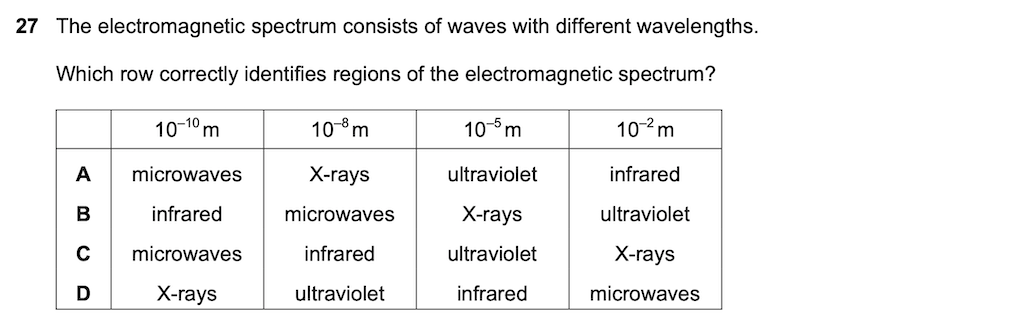 27 The electromagnetic spectrum consists of waves with different wavelengths.
Which row correctly identifies regions of the electromagnetic spectrum?
10⁻¹⁰ m 10⁻⁸ m 10⁻⁵ m 10⁻² m
A microwaves X-rays ultraviolet infrared
B infrared microwaves X-rays ultraviolet
C microwaves infrared ultraviolet X-rays
D X-rays ultraviolet infrared microwaves